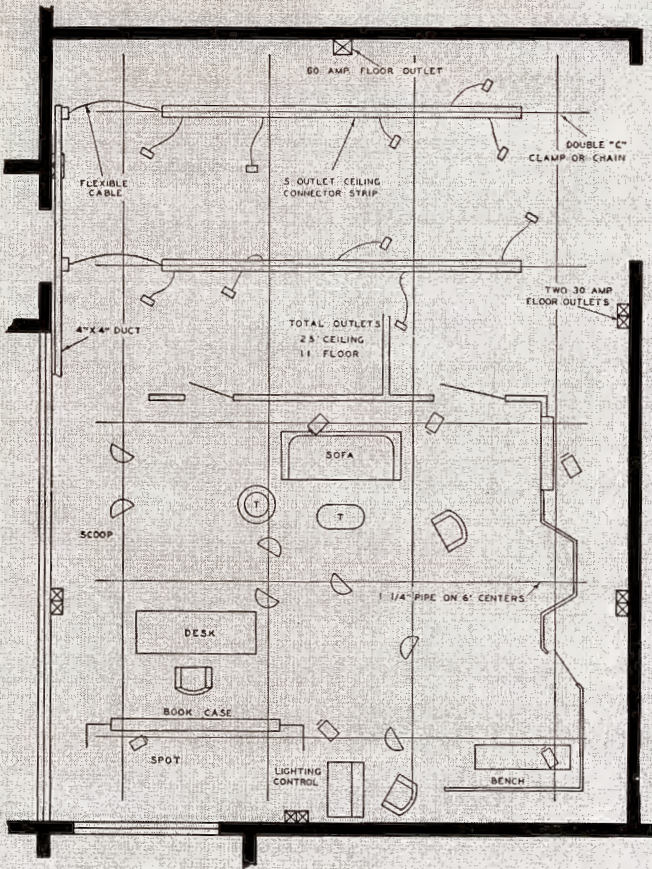 60 AMP. FLOOR OUTLET
DOUBLE "C"
CLAMP OR CHAIN
FLEXIBLE
CABLE
5 OUTLET CEILING
CONNECTOR STRIP
TWO 30 AMP
FLOOR OUTLETS
4"X4" DUCT
TOTAL OUTLETS
25 CEILING
11 FLOOR
SOFA
T
T
SCOOP
1 1/4" PIPE ON 6' CENTERS
DESK
BOOK CASE
SPOT
LIGHTING
CONTROL
BENCH